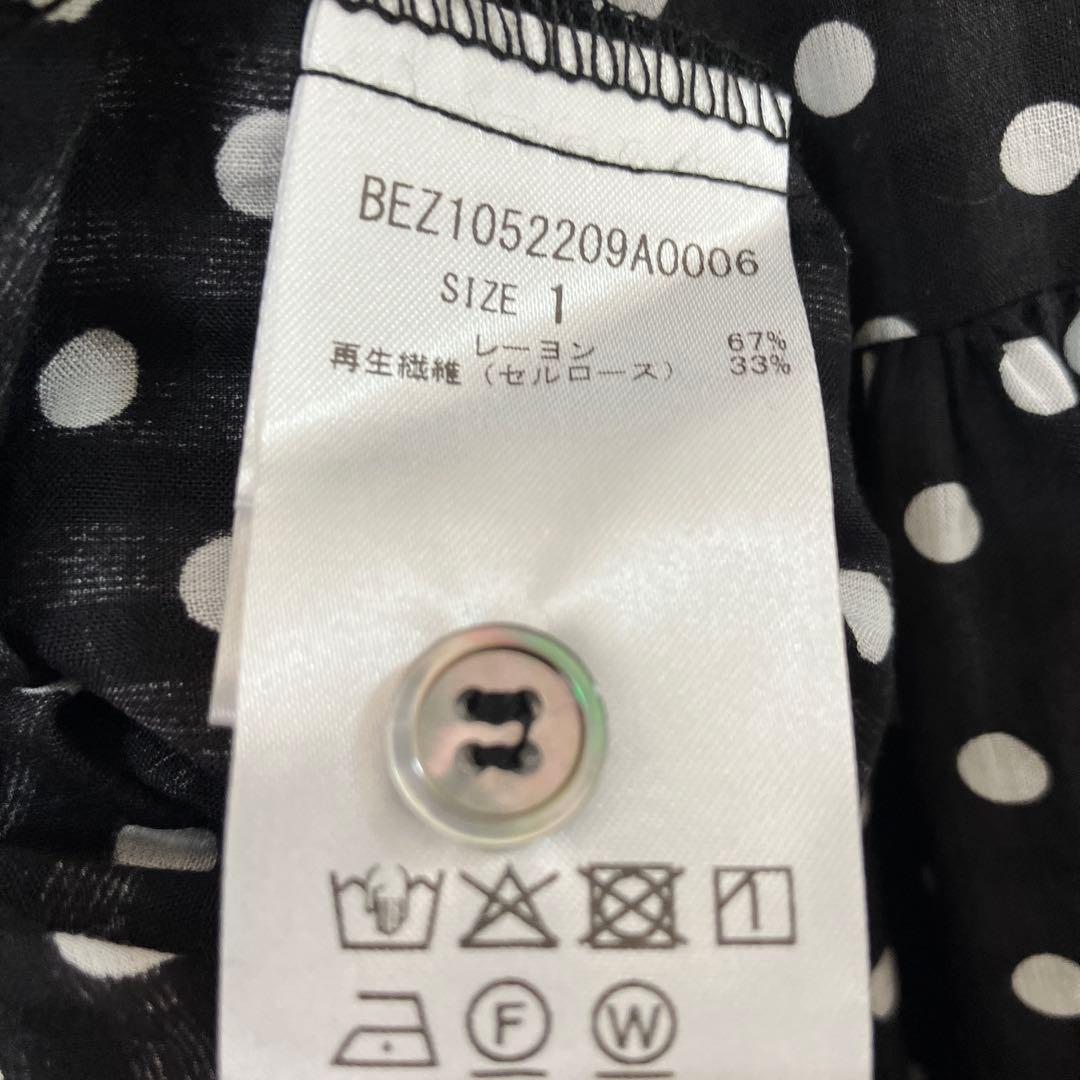 BEZ1052209A0006
SIZE 1
レーヨン 67%
再生繊維（セルロース） 33%
F W